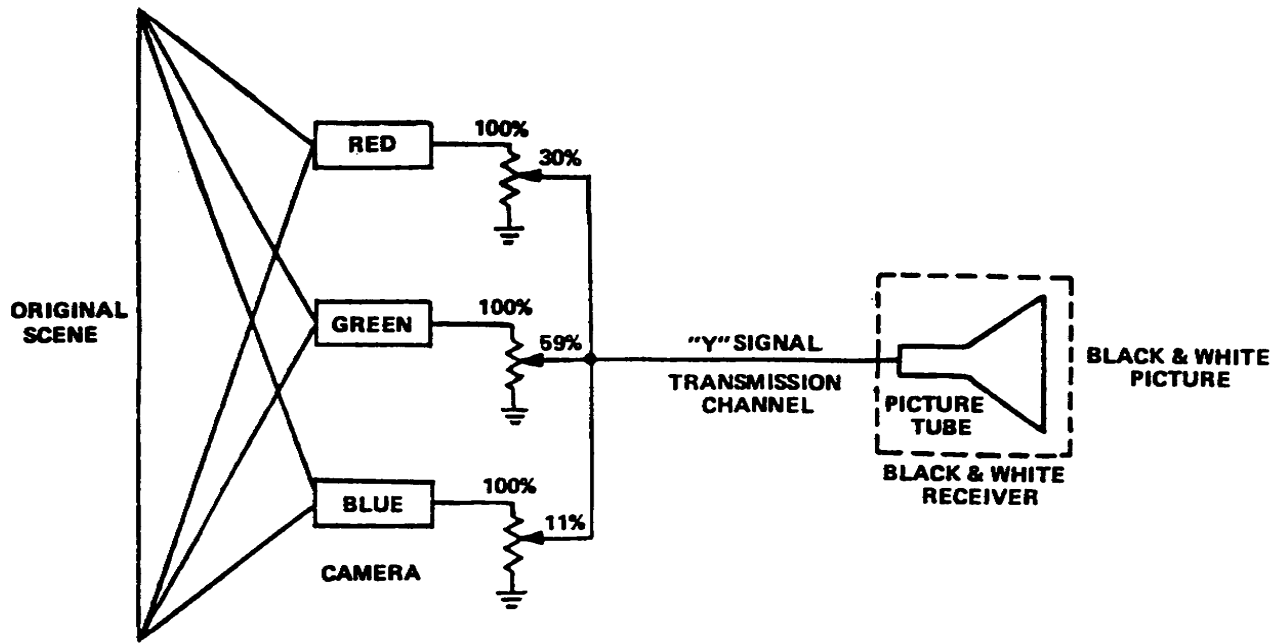 ORIGINAL
SCENE
RED
100%
30%
GREEN
100%
59%
BLUE
100%
11%
CAMERA
"Y" SIGNAL
TRANSMISSION
CHANNEL
PICTURE
TUBE
BLACK & WHITE
RECEIVER
BLACK & WHITE
PICTURE